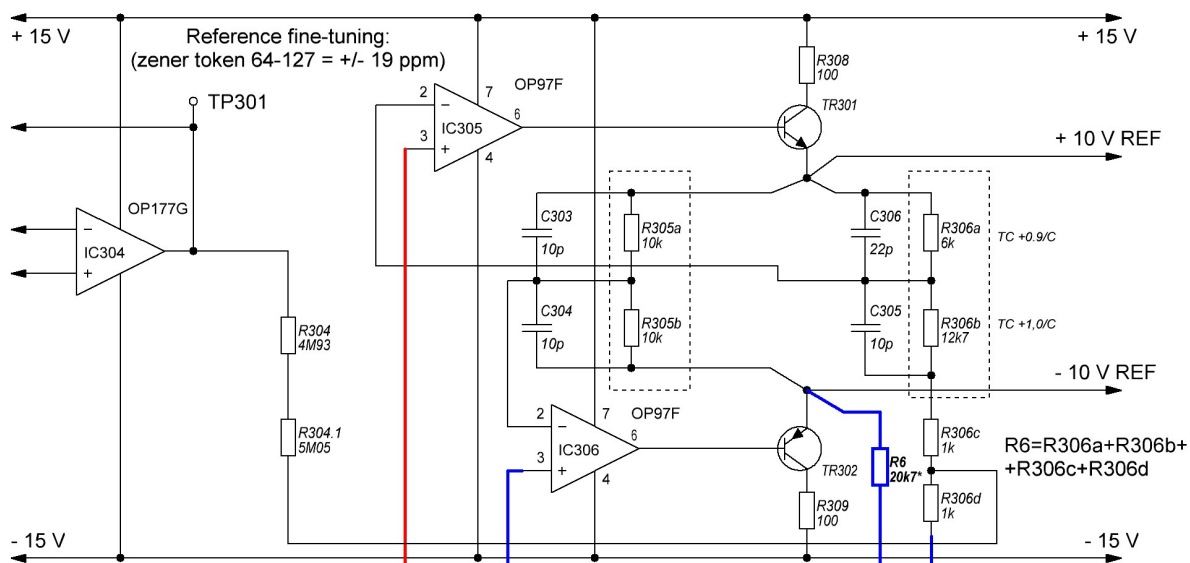 + 15 V
Reference fine-tuning:
(zener token 64-127 = +/- 19 ppm)
+ 15 V
TP301
OP97F
R308
100
TR301
2
7
6
IC305
3
4
+ 10 V REF
OP177G
IC304
C303
10p
R305a
10k
C306
22p
R306a
6k
TC +0.9/C
R304
4M93
C304
10p
R305b
10k
C305
10p
R306b
12k7
TC +1,0/C
- 10 V REF
R304.1
5M05
OP97F
2
7
6
IC306
3
4
TR302
R6
20k7*
R306c
1k
R6=R306a+R306b+
+R306c+R306d
R309
100
R306d
1k
- 15 V
- 15 V